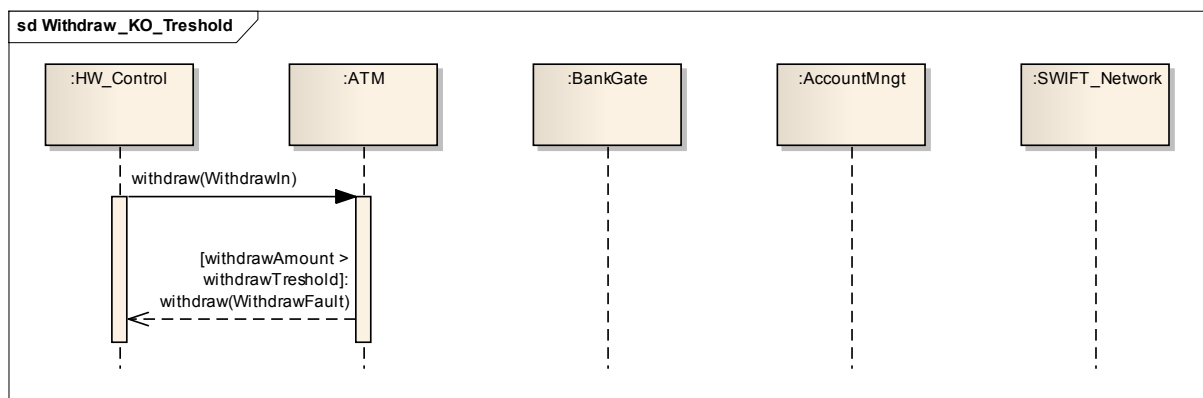 sd Withdraw_KO_Treshold
:HW_Control
:ATM
:BankGate
:AccountMngt
:SWIFT_Network
withdraw(WithdrawIn)
[withdrawAmount >
withdrawTreshold]:
withdraw(WithdrawFault)